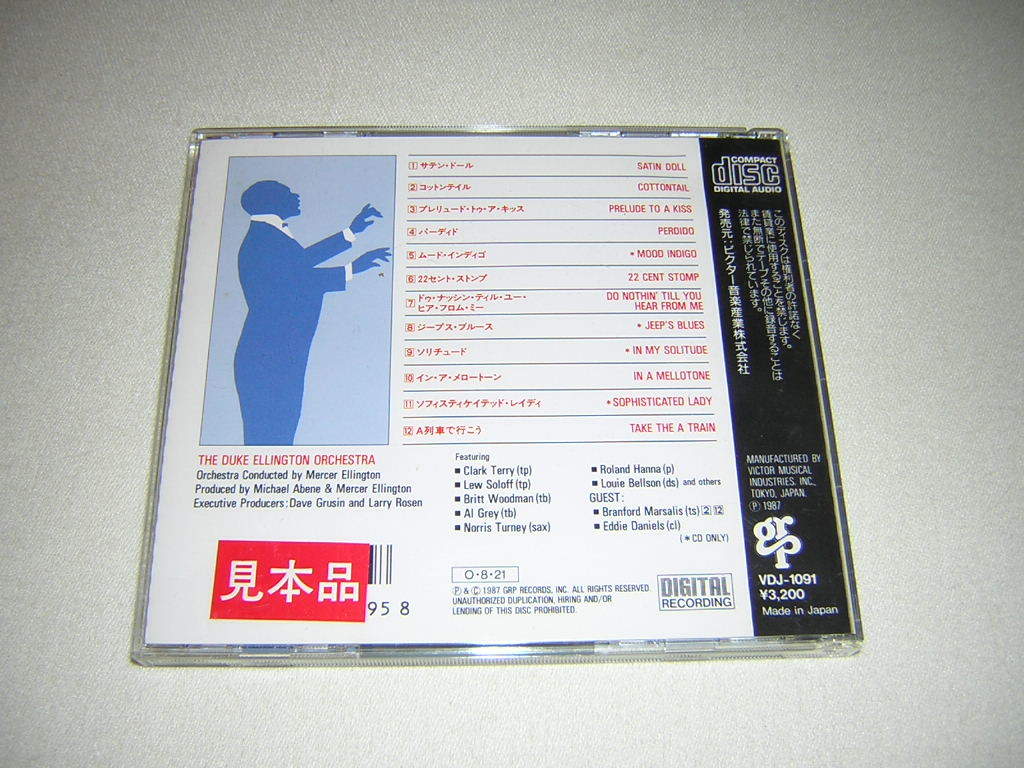 1 サテン・ドール SATIN DOLL
2 コットンテイル COTTONTAIL
3 プレリュード・トゥ・ア・キッス PRELUDE TO A KISS
4 パーディド PERDIDO
5 ムード・インディゴ *MOOD INDIGO
6 22セント・ストンプ 22 CENT STOMP
7 ドゥ・ナッシン・ティル・ユー・ DO NOTHIN' TILL YOU
ヒア・フロム・ミー HEAR FROM ME
8 ジープス・ブルース *JEEP'S BLUES
9 ソリチュード *IN MY SOLITUDE
10 イン・ア・メロートーン IN A MELLOTONE
11 ソフィスティケイテッド・レイディ *SOPHISTICATED LADY
12 A列車で行こう TAKE THE A TRAIN
THE DUKE ELLINGTON ORCHESTRA
Orchestra Conducted by Mercer Ellington
Produced by Michael Abene & Mercer Ellington
Executive Producers: Dave Grusin and Larry Rosen
Featuring
■ Clark Terry (tp)
■ Lew Soloff (tp)
■ Britt Woodman (tb)
■ Al Grey (tb)
■ Norris Turney (sax)
■ Roland Hanna (p)
■ Louie Bellson (ds) and others
GUEST:
■ Branford Marsalis (ts) 2 12
■ Eddie Daniels (cl)
(*CD ONLY)
見本品
95 8
O・8・21
Ⓟ & © 1987 GRP RECORDS, INC. ALL RIGHTS RESERVED.
UNAUTHORIZED DUPLICATION, HIRING AND/OR
LENDING OF THIS DISC PROHIBITED.
DIGITAL
RECORDING
COMPACT
disc
DIGITAL AUDIO
このディスクは権利者の許諾なく
賃貸業に使用することを禁じます。
また無断でテープその他に録音することは
法律で禁じられています。
発売元:ビクター音楽産業株式会社
MANUFACTURED BY
VICTOR MUSICAL
INDUSTRIES, INC.,
TOKYO, JAPAN.
Ⓟ 1987
grp
VDJ-1091
¥3,200
Made in Japan